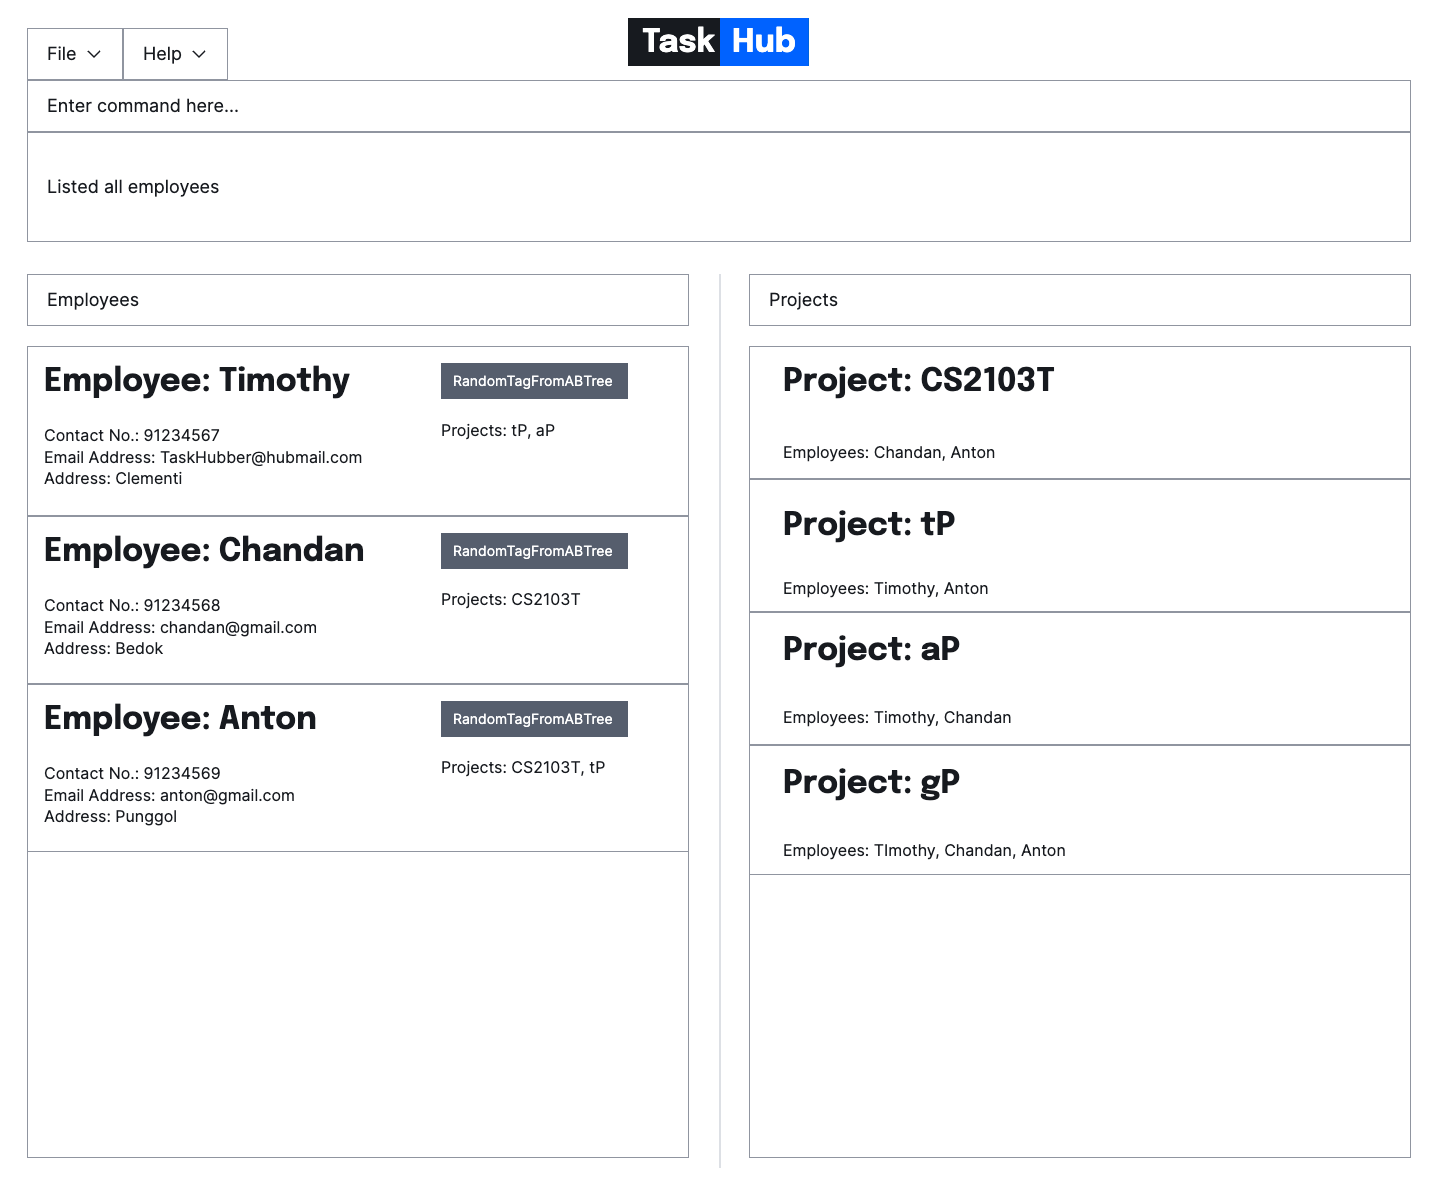 Task Hub
File
Help
Enter command here...
Listed all employees
Employees
Employee: Timothy
RandomTagFromABTree
Contact No.: 91234567
Projects: tP, aP
Email Address: TaskHubber@hubmail.com
Address: Clementi
Employee: Chandan
RandomTagFromABTree
Contact No.: 91234568
Projects: CS2103T
Email Address: chandan@gmail.com
Address: Bedok
Employee: Anton
RandomTagFromABTree
Contact No.: 91234569
Projects: CS2103T, tP
Email Address: anton@gmail.com
Address: Punggol
Projects
Project: CS2103T
Employees: Chandan, Anton
Project: tP
Employees: Timothy, Anton
Project: aP
Employees: Timothy, Chandan
Project: gP
Employees: TImothy, Chandan, Anton